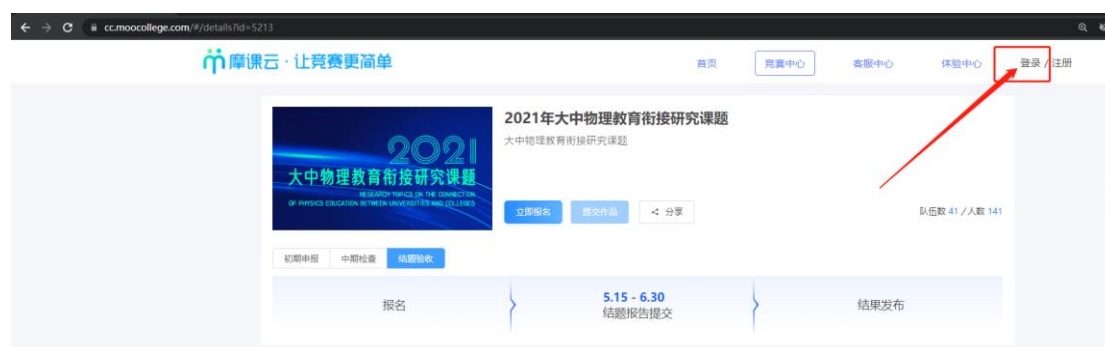 cc.moocollege.com/#/details?id=5213
摩课云 · 让竞赛更简单
首页
竞赛中心
客服中心
体验中心
登录 / 注册
2021
大中物理教育衔接研究课题
RESEARCH TOPICS ON THE CONNECTION
OF PHYSICS EDUCATION BETWEEN UNIVERSITIES AND COLLEGES
2021年大中物理教育衔接研究课题
大中物理教育衔接研究课题
立即报名
提交作品
分享
队伍数 41 / 人数 141
初期申报
中期检查
结题验收
报名
5.15 - 6.30
结题报告提交
结果发布